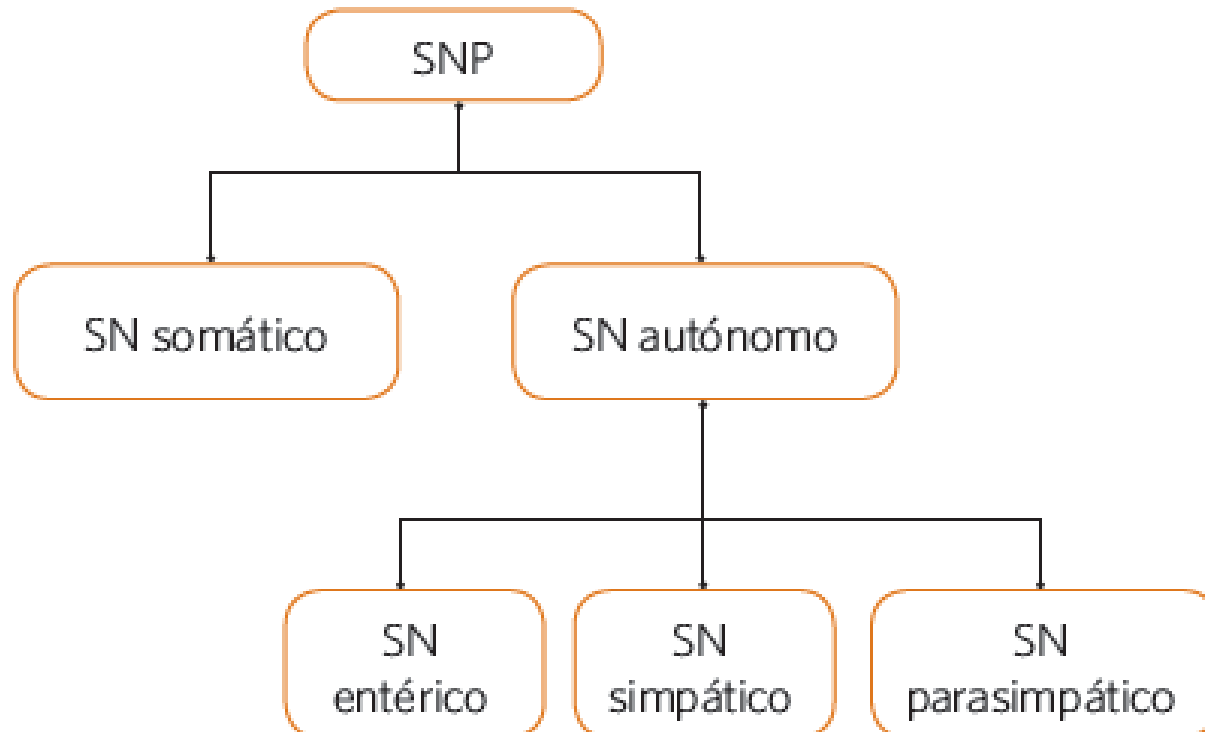 SNP
SN somático
SN autónomo
SN
entérico
SN
simpático
SN
parasimpático